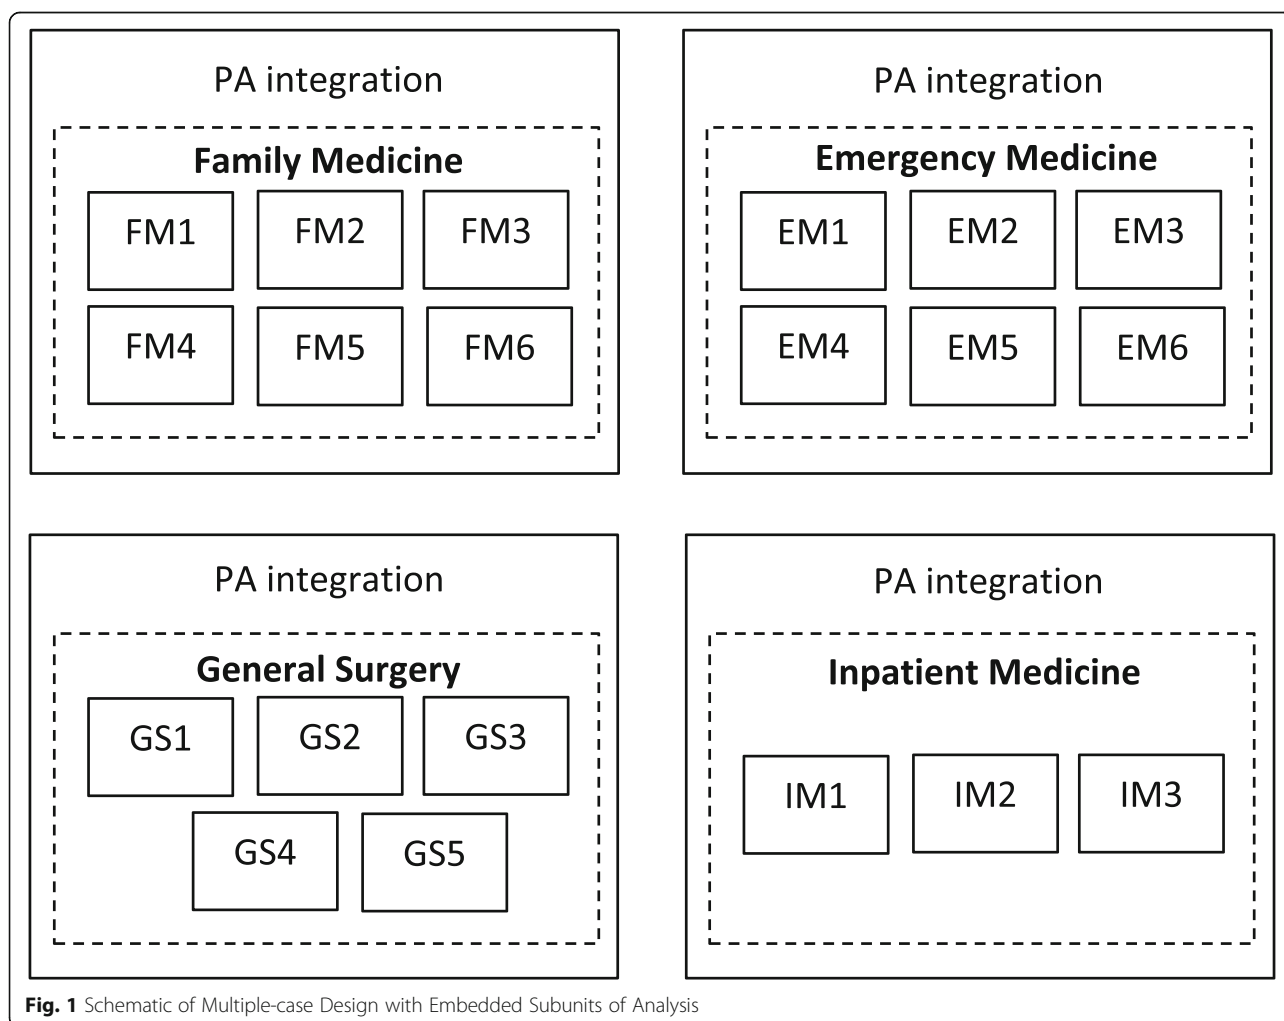 PA integration
Family Medicine
FM1 FM2 FM3
FM4 FM5 FM6
PA integration
Emergency Medicine
EM1 EM2 EM3
EM4 EM5 EM6
PA integration
General Surgery
GS1 GS2 GS3
GS4 GS5
PA integration
Inpatient Medicine
IM1 IM2 IM3
Fig. 1 Schematic of Multiple-case Design with Embedded Subunits of Analysis